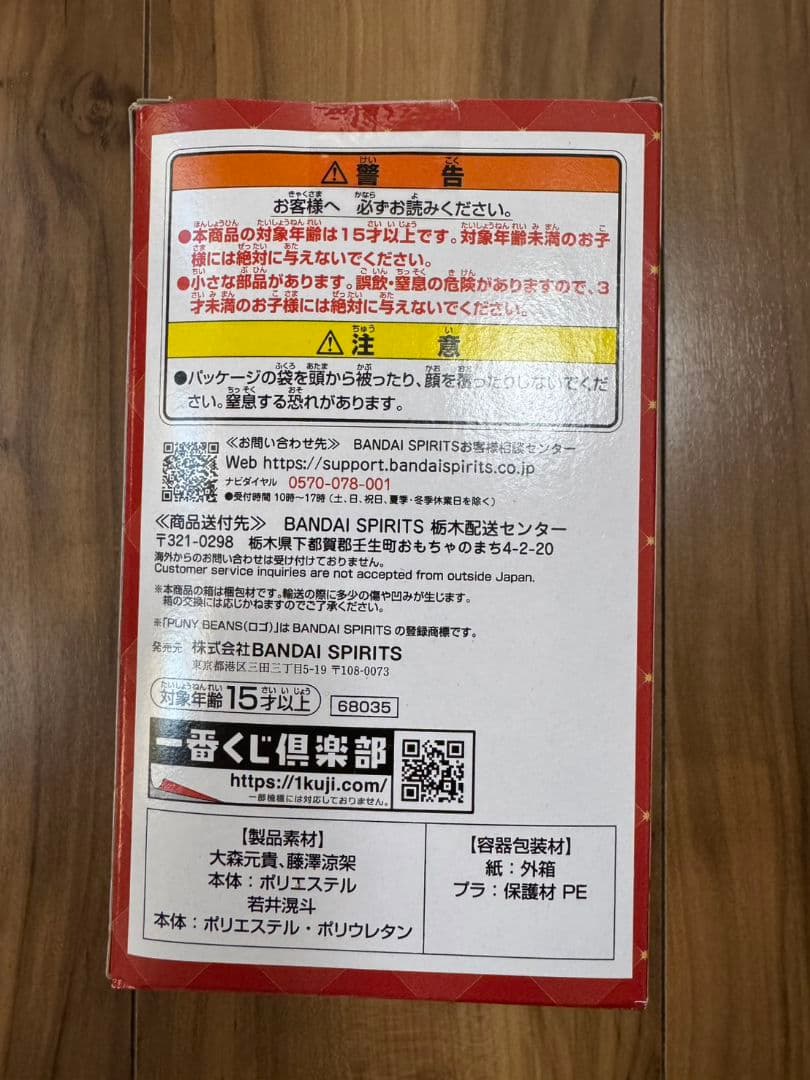 ⚠警告
お客様へ 必ずお読みください。
●本商品の対象年齢は15才以上です。対象年齢未満のお子
様には絶対に与えないでください。
●小さな部品があります。誤飲・窒息の危険がありますので、3
才未満のお子様には絶対に与えないでください。
⚠注意
●パッケージの袋を頭から被ったり、顔を覆ったりしないでくだ
さい。窒息する恐れがあります。
≪お問い合わせ先≫ BANDAI SPIRITSお客様相談センター
Web https://support.bandaispirits.co.jp
ナビダイヤル 0570-078-001
●受付時間 10時〜17時（土、日、祝日、夏季・冬季休業日を除く）
≪商品送付先≫ BANDAI SPIRITS 栃木配送センター
〒321-0298 栃木県下都賀郡壬生町おもちゃのまち4-2-20
海外からのお問い合わせは受け付けておりません。
Customer service inquiries are not accepted from outside Japan.
※本商品の箱は梱包材です。輸送の際に多少の傷や凹みが生じます。
箱の交換には応じかねますのでご了承ください。
※「PUNY BEANS(ロゴ)」は BANDAI SPIRITS の登録商標です。
発売元 株式会社BANDAI SPIRITS
東京都港区三田三丁目5-19 〒108-0073
対象年齢 15才以上 68035
一番くじ倶楽部
https://1kuji.com/
一部機種には対応しておりません。
【製品素材】
大森元貴、藤澤涼架
本体：ポリエステル
若井滉斗
本体：ポリエステル・ポリウレタン
【容器包装材】
紙：外箱
プラ：保護材 PE